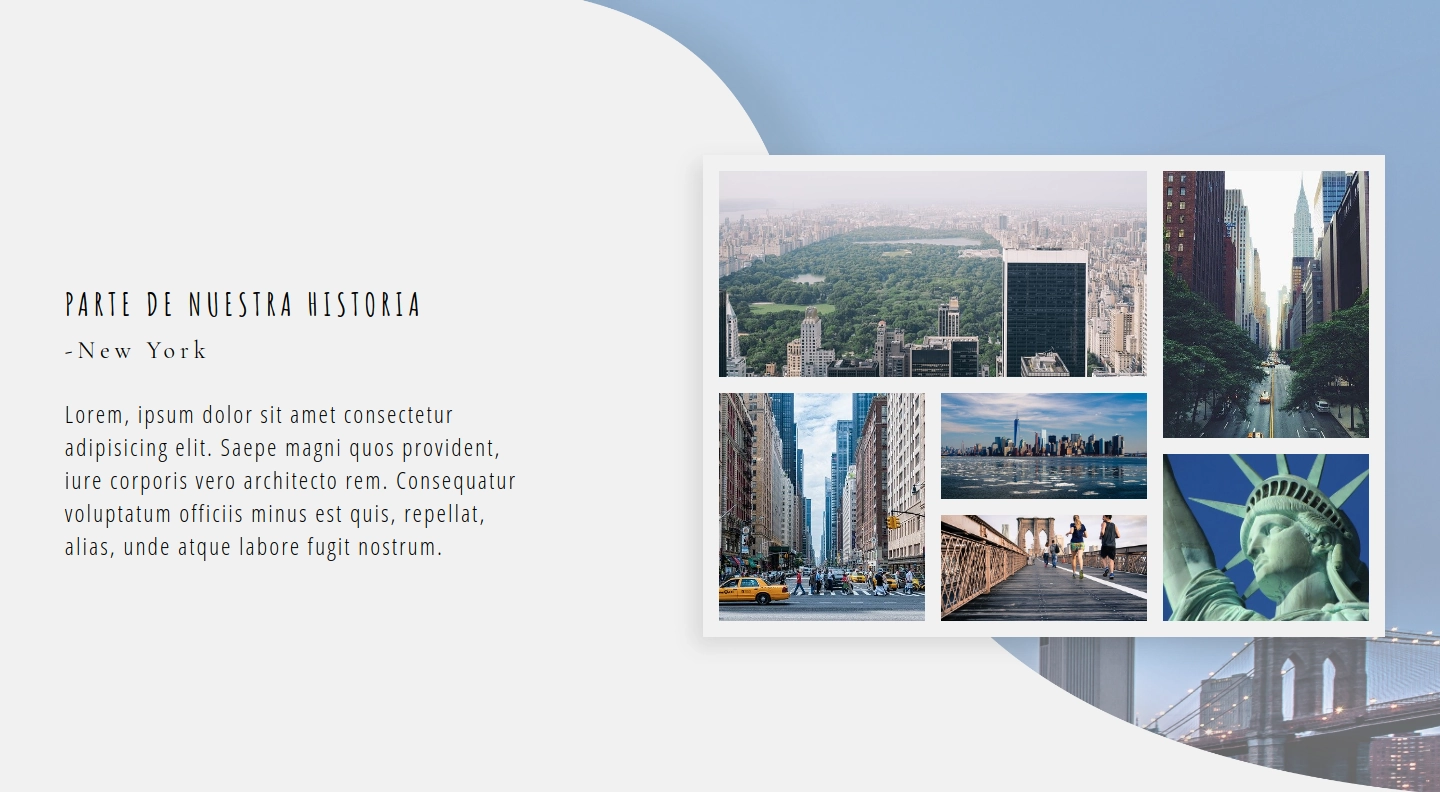 PARTE DE NUESTRA HISTORIA
-New York
Lorem, ipsum dolor sit amet consectetur
adipisicing elit. Saepe magni quos provident,
iure corporis vero architecto rem. Consequatur
voluptatum officiis minus est quis, repellat,
alias, unde atque labore fugit nostrum.